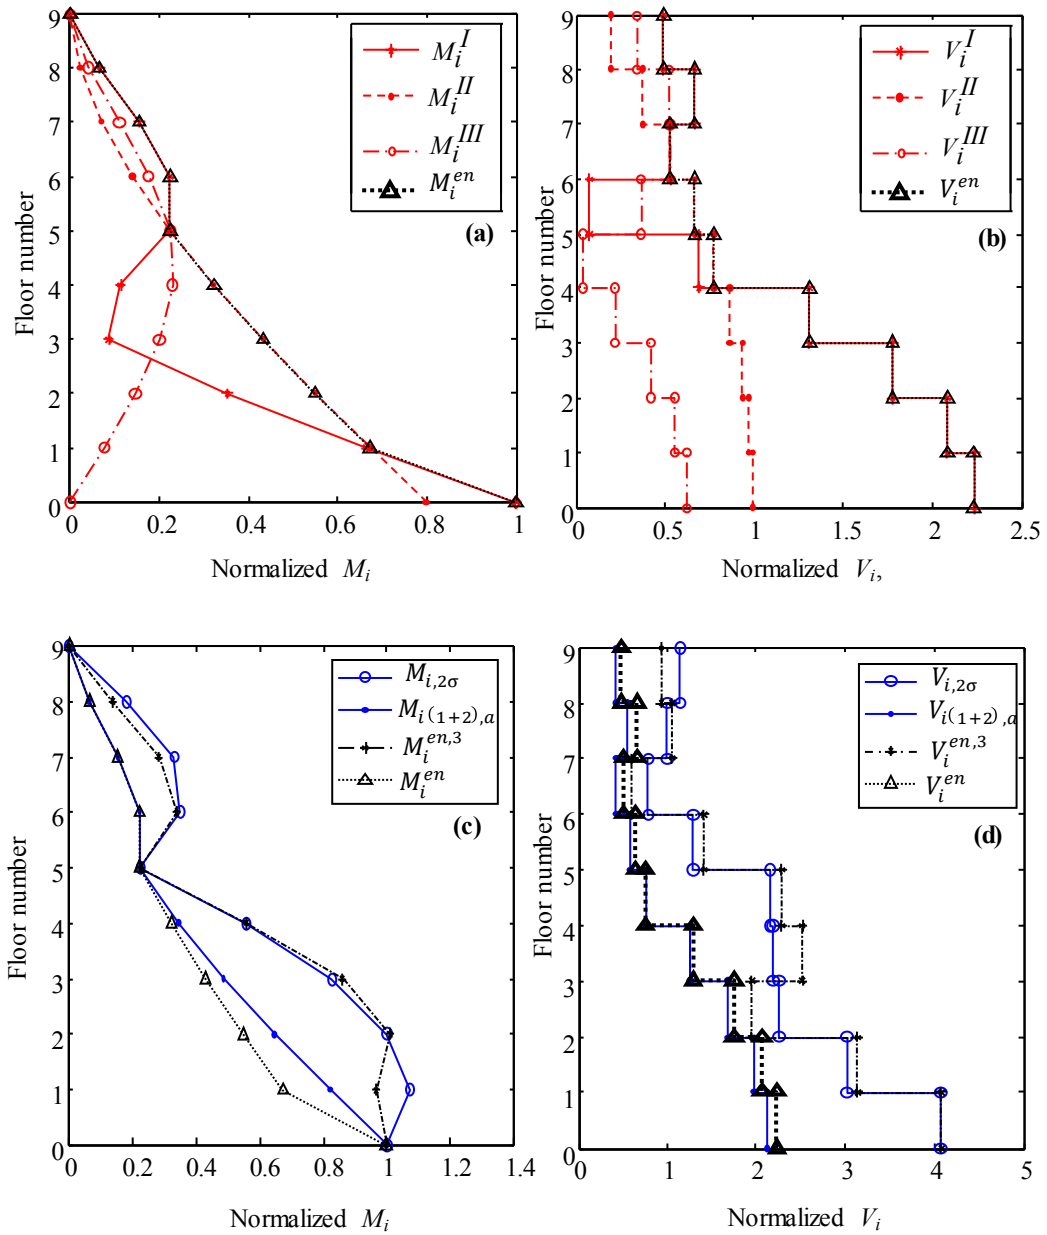 9
8
7
6
5
4
3
2
1
0
Floor number
0
0.2
0.4
0.6
0.8
1
Normalized M_i
M_i^I
M_i^II
M_i^III
M_i^en
(a)
9
8
7
6
5
4
3
2
1
0
Floor number
0
0.5
1
1.5
2
2.5
Normalized V_i,
V_i^I
V_i^II
V_i^III
V_i^en
(b)
9
8
7
6
5
4
3
2
1
0
Floor number
0
0.2
0.4
0.6
0.8
1
1.2
1.4
Normalized M_i
M_i,2σ
M_i(1+2),a
M_i^en,3
M_i^en
(c)
9
8
7
6
5
4
3
2
1
0
Floor number
0
1
2
3
4
5
Normalized V_i
V_i,2σ
V_i(1+2),a
V_i^en,3
V_i^en
(d)